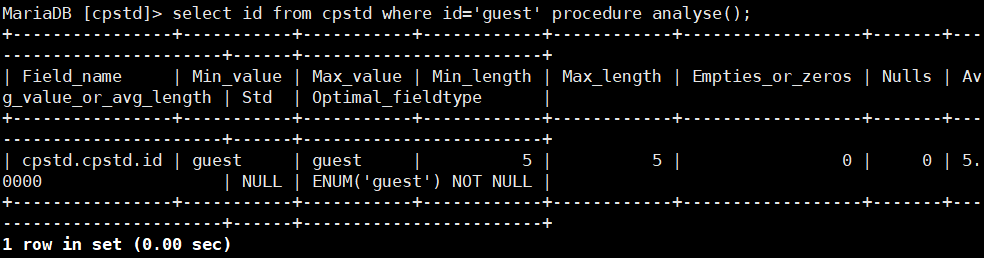 MariaDB [cpstd]> select id from cpstd where id='guest' procedure analyse();
+----------------+-----------+-----------+------------+------------+------------------+-------+---
---------------------+------+-----------------------+
| Field_name     | Min_value | Max_value | Min_length | Max_length | Empties_or_zeros | Nulls | Av
g_value_or_avg_length | Std  | Optimal_fieldtype      |
+----------------+-----------+-----------+------------+------------+------------------+-------+---
---------------------+------+-----------------------+
| cpstd.cpstd.id | guest     | guest     |          5 |          5 |                0 |     0 | 5.
0000                 | NULL | ENUM('guest') NOT NULL |
+----------------+-----------+-----------+------------+------------+------------------+-------+---
---------------------+------+-----------------------+
1 row in set (0.00 sec)